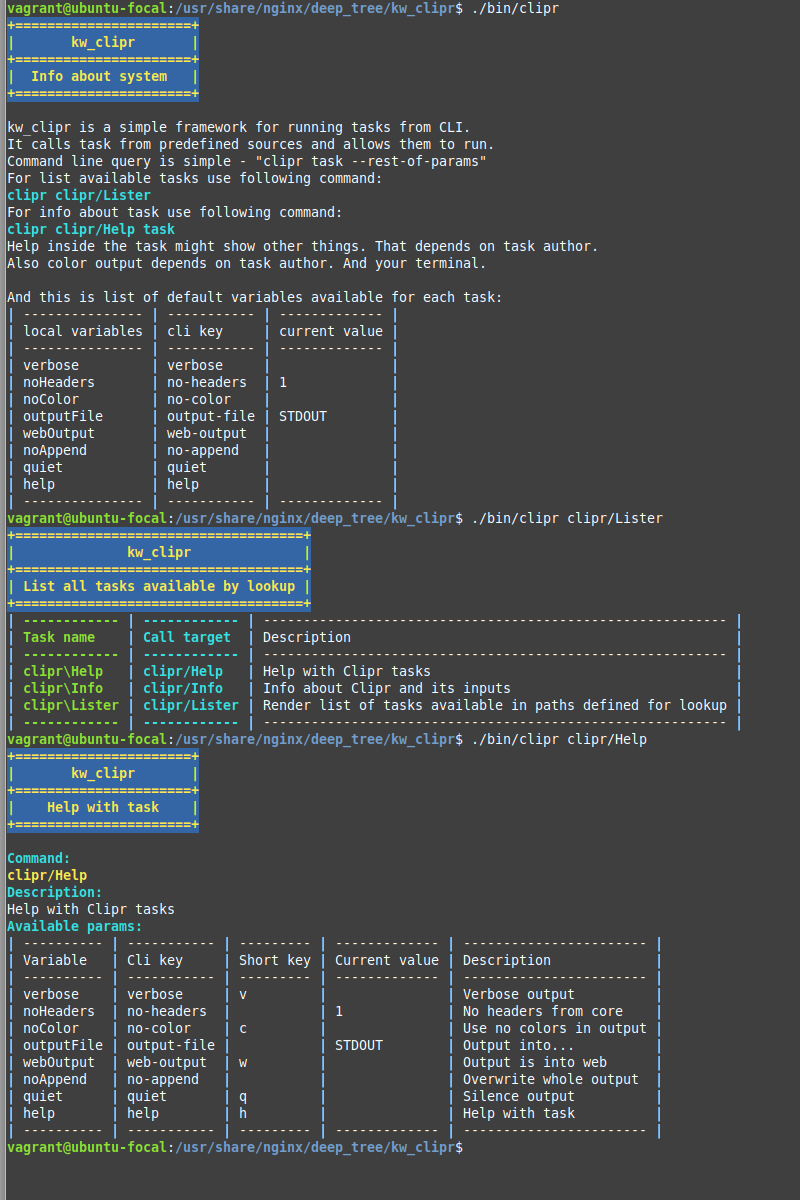 vagrant@ubuntu-focal:/usr/share/nginx/deep_tree/kw_clipr$ ./bin/clipr
+======================+
|       kw_clipr       |
+======================+
|  Info about system   |
+======================+

kw_clipr is a simple framework for running tasks from CLI.
It calls task from predefined sources and allows them to run.
Command line query is simple - "clipr task --rest-of-params"
For list available tasks use following command:
clipr clipr/Lister
For info about task use following command:
clipr clipr/Help task
Help inside the task might show other things. That depends on task author.
Also color output depends on task author. And your terminal.

And this is list of default variables available for each task:
| --------------- | ----------- | ------------- |
| local variables | cli key     | current value |
| --------------- | ----------- | ------------- |
| verbose         | verbose     |               |
| noHeaders       | no-headers  | 1             |
| noColor         | no-color    |               |
| outputFile      | output-file | STDOUT        |
| webOutput       | web-output  |               |
| noAppend        | no-append   |               |
| quiet           | quiet       |               |
| help            | help        |               |
| --------------- | ----------- | ------------- |
vagrant@ubuntu-focal:/usr/share/nginx/deep_tree/kw_clipr$ ./bin/clipr clipr/Lister
+====================================+
|              kw_clipr              |
+====================================+
| List all tasks available by lookup |
+====================================+
| ------------ | ------------ | ---------------------------------------------------------- |
| Task name    | Call target  | Description                                                |
| ------------ | ------------ | ---------------------------------------------------------- |
| clipr\Help   | clipr/Help   | Help with Clipr tasks                                      |
| clipr\Info   | clipr/Info   | Info about Clipr and its inputs                            |
| clipr\Lister | clipr/Lister | Render list of tasks available in paths defined for lookup |
| ------------ | ------------ | ---------------------------------------------------------- |
vagrant@ubuntu-focal:/usr/share/nginx/deep_tree/kw_clipr$ ./bin/clipr clipr/Help
+======================+
|       kw_clipr       |
+======================+
|    Help with task    |
+======================+

Command:
clipr/Help
Description:
Help with Clipr tasks
Available params:
| ---------- | ----------- | --------- | ------------- | ----------------------- |
| Variable   | Cli key     | Short key | Current value | Description             |
| ---------- | ----------- | --------- | ------------- | ----------------------- |
| verbose    | verbose     | v         |               | Verbose output          |
| noHeaders  | no-headers  |           | 1             | No headers from core    |
| noColor    | no-color    | c         |               | Use no colors in output |
| outputFile | output-file |           | STDOUT        | Output into...          |
| webOutput  | web-output  | w         |               | Output is into web      |
| noAppend   | no-append   |           |               | Overwrite whole output  |
| quiet      | quiet       | q         |               | Silence output          |
| help       | help        | h         |               | Help with task          |
| ---------- | ----------- | --------- | ------------- | ----------------------- |
vagrant@ubuntu-focal:/usr/share/nginx/deep_tree/kw_clipr$